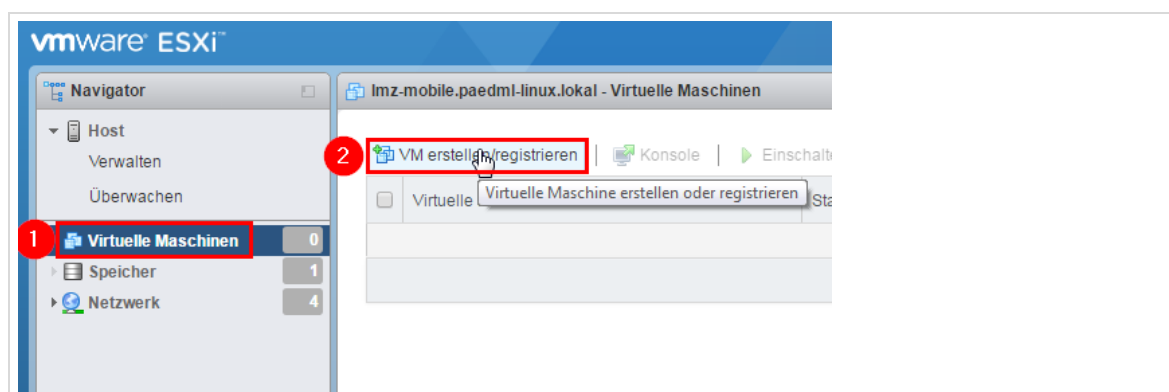 vmware® ESXi™
Navigator
Host
Verwalten
Überwachen
1 Virtuelle Maschinen 0
Speicher 1
Netzwerk 4
lmz-mobile.paedml-linux.lokal - Virtuelle Maschinen
2 VM erstellen/registrieren | Konsole |
Virtuelle
Virtuelle Maschine erstellen oder registrieren